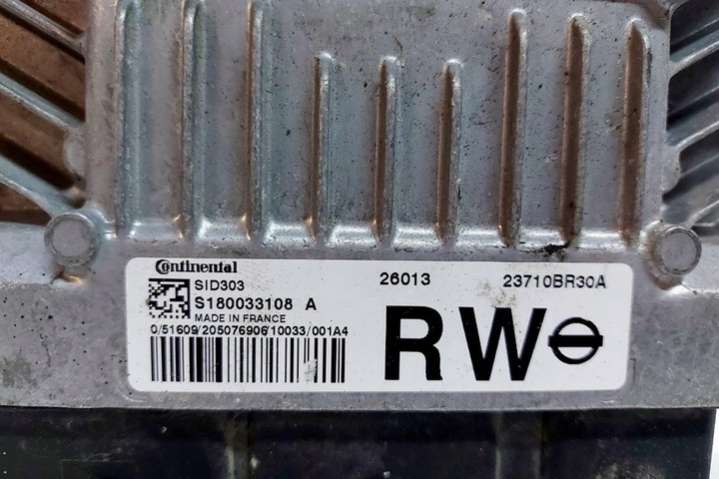 Continental
SID303
S180033108 A
MADE IN FRANCE
0/51609/205076906/10033/001A4
26013
23710BR30A
RW